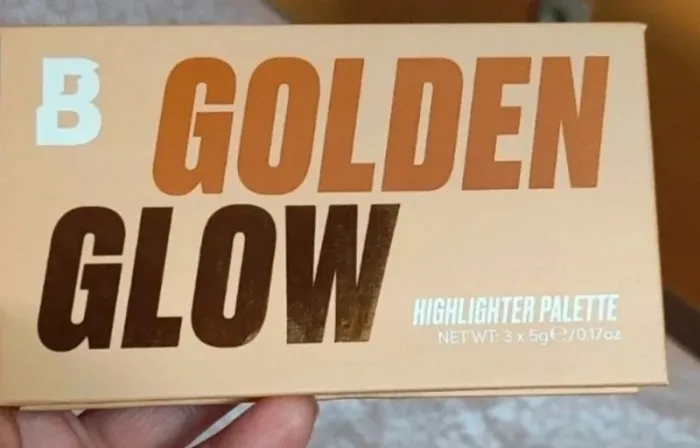 B
GOLDEN
GLOW
HIGHLIGHTER PALETTE
NET WT: 3 x 5g℮/0.17oz